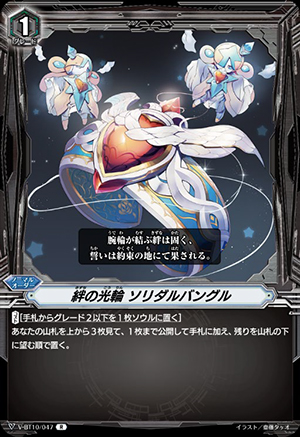 1
グレード
腕輪が結ぶ絆は固く、
誓いは約束の地にて果される。
ノーマル
オーダー
絆の光輪 ソリダルバングル
[手札からグレード2以下を1枚ソウルに置く]
あなたの山札を上から3枚見て、1枚まで公開して手札に加え、残りを山札の下
に望む順で置く。
V-BT10/047 R
イラスト/齋藤タケオ